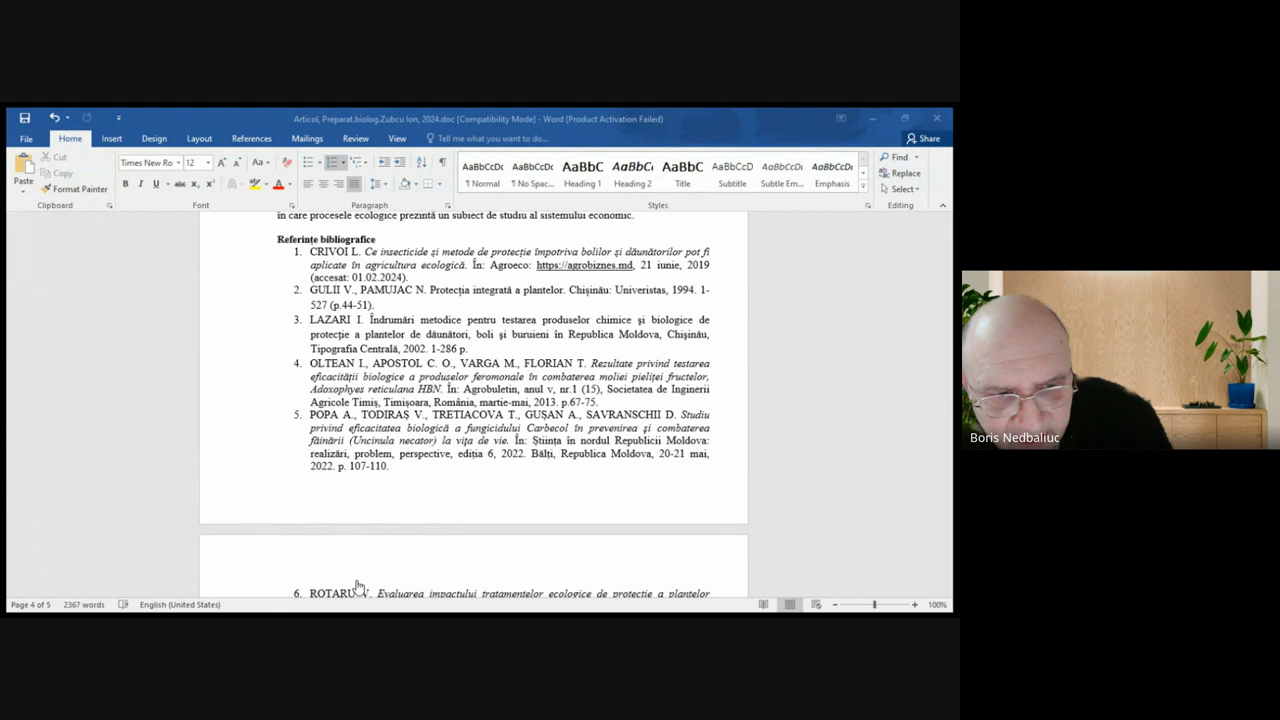 Articol, Preparat.biolog.Zubcu Ion, 2024.doc [Compatibility Mode] - Word (Product Activation Failed)
File Home Insert Design Layout References Mailings Review View Tell me what you want to do... Share
Cut
Copy
Format Painter
Paste
Times New Ro 12
Aa
B I U abc X₂ X²
A
AaBbCcDc AaBbCcDc AaBbC AaBbCc AaBbC AaBbCcD AaBbCcDc AaBbCcDc
¶ Normal ¶ No Spac... Heading 1 Heading 2 Title Subtitle Subtle Em... Emphasis
Find
Replace
Select
Clipboard Font Paragraph Styles Editing
în care procesele ecologice prezintă un subiect de studiu al sistemului economic.
Referințe bibliografice
1. CRIVOI L. Ce insecticide și metode de protecție împotriva bolilor și dăunătorilor pot fi
aplicate în agricultura ecologică. În: Agroeco: https://agrobiznes.md, 21 iunie, 2019
(accesat: 01.02.2024).
2. GULII V., PAMUJAC N. Protecția integrată a plantelor. Chișinău: Univeristas, 1994. 1-
527 (p.44-51).
3. LAZARI I. Îndrumări metodice pentru testarea produselor chimice și biologice de
protecție a plantelor de dăunători, boli și buruieni în Republica Moldova, Chișinău,
Tipografia Centrală, 2002. 1-286 p.
4. OLTEAN I., APOSTOL C. O., VARGA M., FLORIAN T. Rezultate privind testarea
eficacității biologice a produselor feromonale în combaterea moliei pieliței fructelor,
Adoxophyes reticulana HBN. În: Agrobuletin, anul v, nr.1 (15), Societatea de Inginerii
Agricole Timiș, Timișoara, România, martie-mai, 2013. p.67-75.
5. POPA A., TODIRAȘ V., TRETIACOVA T., GUȘAN A., SAVRANSCHII D. Studiu
privind eficacitatea biologică a fungicidului Carbecol în prevenirea și combaterea
făinării (Uncinula necator) la vița de vie. În: Știința în nordul Republicii Moldova:
realizări, problem, perspective, ediția 6, 2022. Bălți, Republica Moldova, 20-21 mai,
2022. p. 107-110.
6. ROTARU V. Evaluarea impactului tratamentelor ecologice de protecție a plantelor
Page 4 of 5 2367 words English (United States) 100%
Boris Nedbaliuc